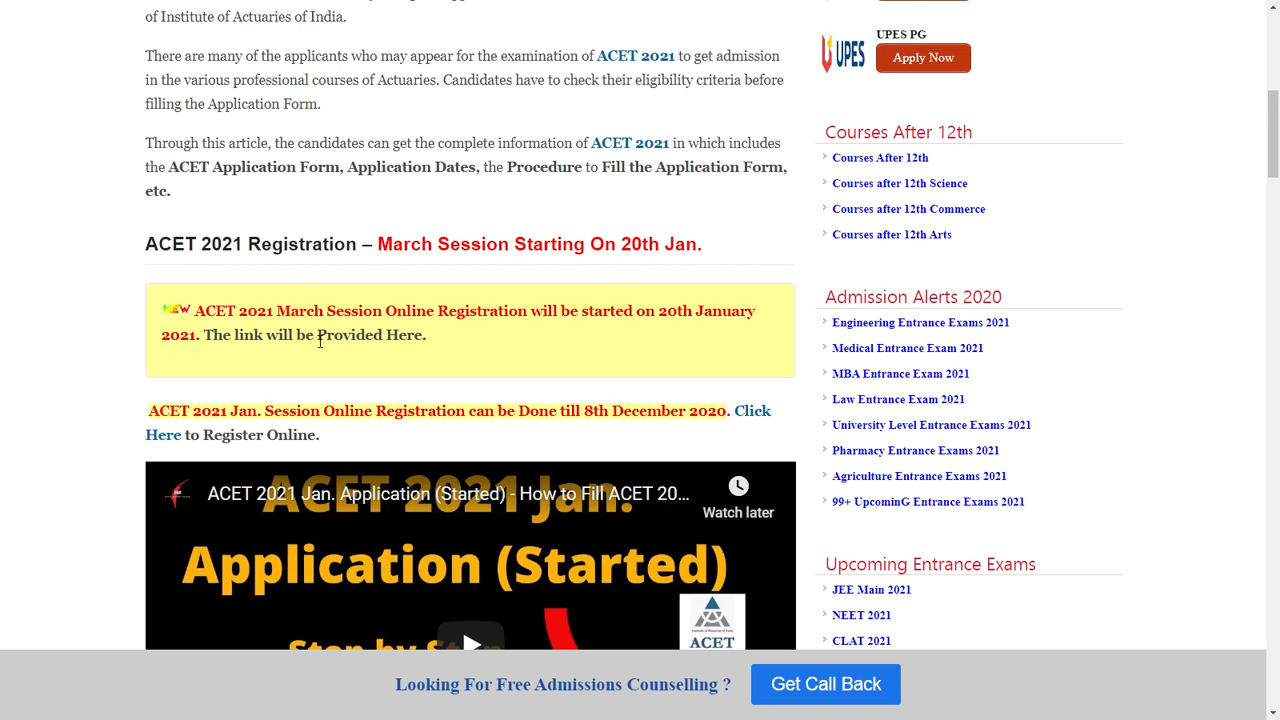 of Institute of Actuaries of India.
There are many of the applicants who may appear for the examination of ACET 2021 to get admission
in the various professional courses of Actuaries. Candidates have to check their eligibility criteria before
filling the Application Form.
Through this article, the candidates can get the complete information of ACET 2021 in which includes
the ACET Application Form, Application Dates, the Procedure to Fill the Application Form,
etc.
ACET 2021 Registration – March Session Starting On 20th Jan.
NEW ACET 2021 March Session Online Registration will be started on 20th January
2021. The link will be Provided Here.
ACET 2021 Jan. Session Online Registration can be Done till 8th December 2020. Click
Here to Register Online.
ACET 2021 Jan. Application (Started) - How to Fill ACET 20...
Watch later
ACET 2021 Jan.
Application (Started)
Step by Step
ACET
UPES PG
UPES
Apply Now
Courses After 12th
Courses After 12th
Courses after 12th Science
Courses after 12th Commerce
Courses after 12th Arts
Admission Alerts 2020
Engineering Entrance Exams 2021
Medical Entrance Exam 2021
MBA Entrance Exam 2021
Law Entrance Exam 2021
University Level Entrance Exams 2021
Pharmacy Entrance Exams 2021
Agriculture Entrance Exams 2021
99+ UpcominG Entrance Exams 2021
Upcoming Entrance Exams
JEE Main 2021
NEET 2021
CLAT 2021
Looking For Free Admissions Counselling ?
Get Call Back